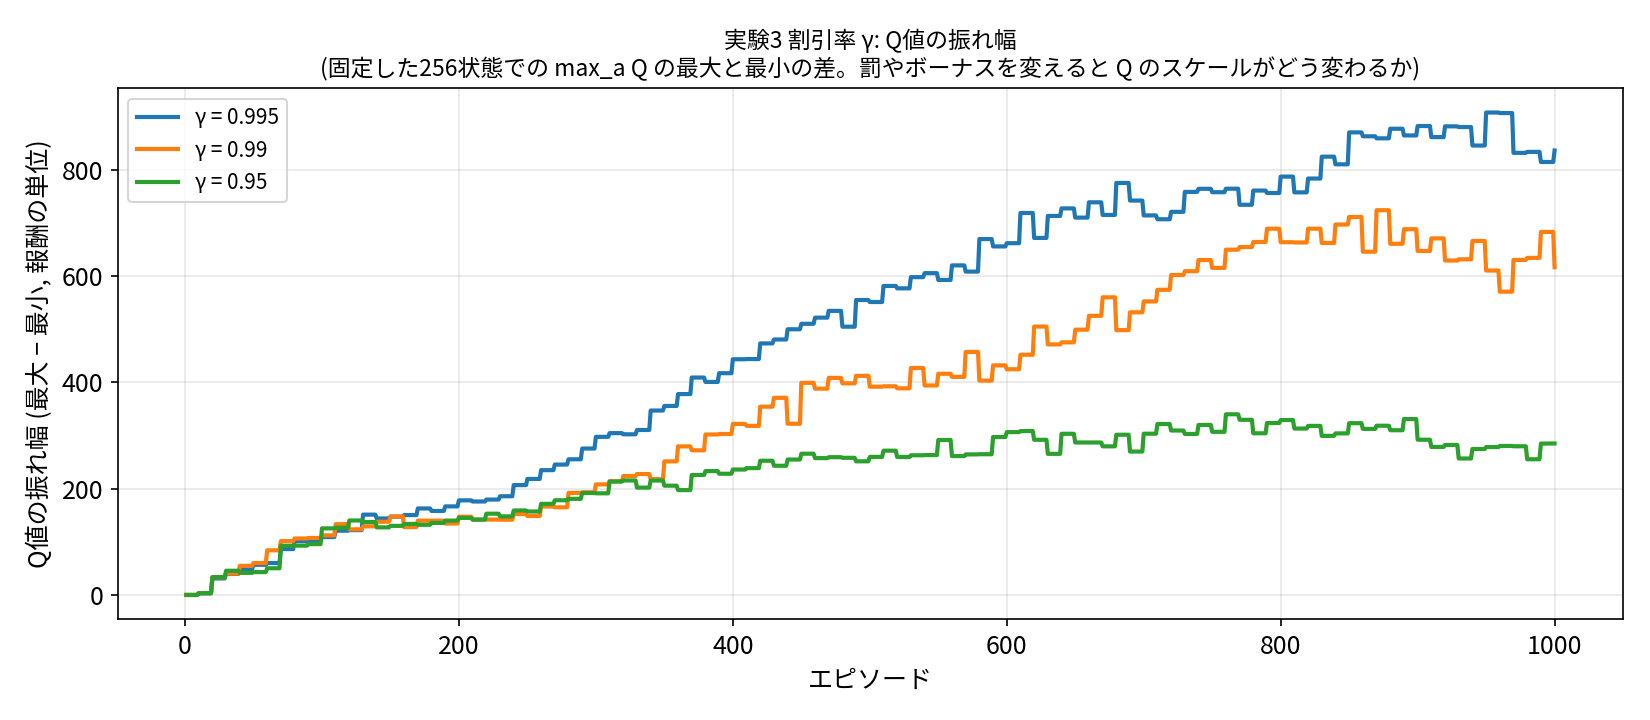 実験3 割引率 γ: Q値の振れ幅
(固定した256状態での max_a Q の最大と最小の差。罰やボーナスを変えると Q のスケールがどう変わるか)
γ = 0.995
γ = 0.99
γ = 0.95
Q値の振れ幅 (最大 − 最小, 報酬の単位)
800
600
400
200
0
0
200
400
600
800
1000
エピソード